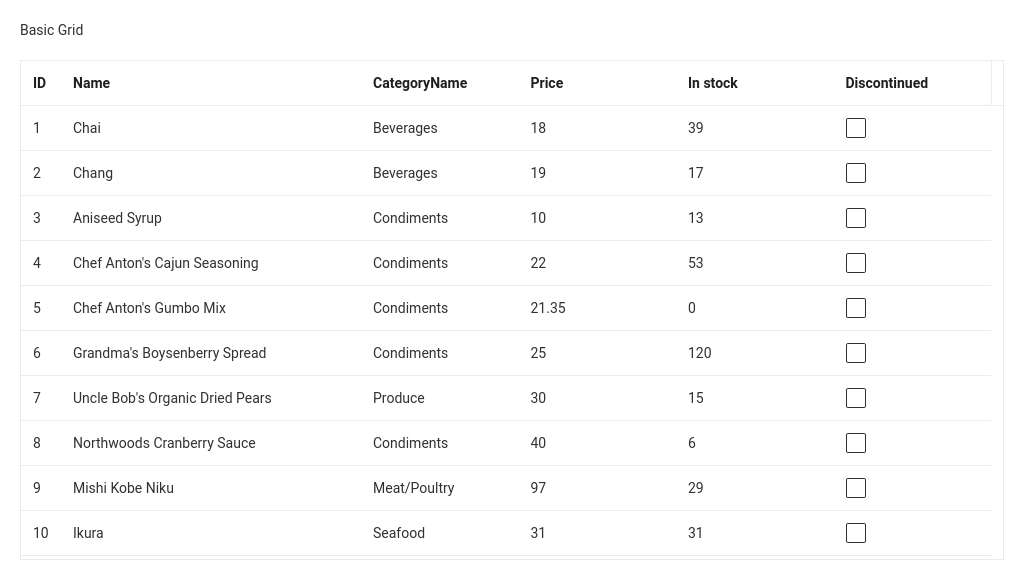 Basic Grid
ID Name CategoryName Price In stock Discontinued
1 Chai Beverages 18 39
2 Chang Beverages 19 17
3 Aniseed Syrup Condiments 10 13
4 Chef Anton's Cajun Seasoning Condiments 22 53
5 Chef Anton's Gumbo Mix Condiments 21.35 0
6 Grandma's Boysenberry Spread Condiments 25 120
7 Uncle Bob's Organic Dried Pears Produce 30 15
8 Northwoods Cranberry Sauce Condiments 40 6
9 Mishi Kobe Niku Meat/Poultry 97 29
10 Ikura Seafood 31 31